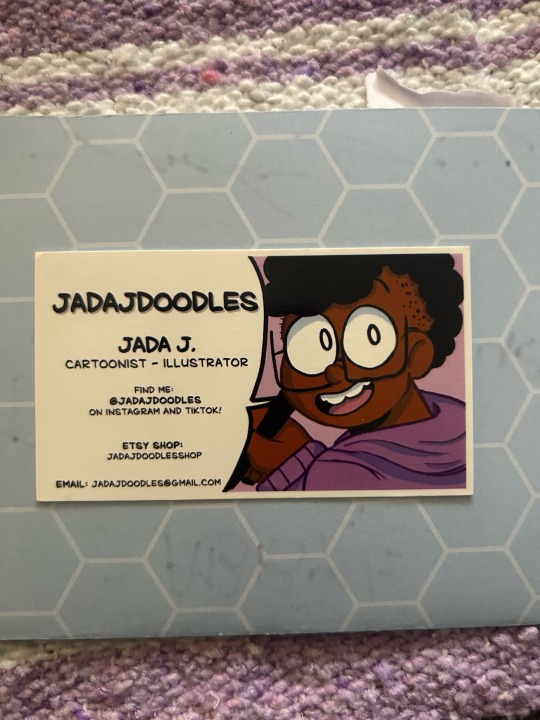 JADAJDOODLES
JADA J.
CARTOONIST - ILLUSTRATOR
FIND ME:
@JADAJDOODLES
ON INSTAGRAM AND TIKTOK!
ETSY SHOP:
JADAJDOODLESSHOP
EMAIL: JADAJDOODLES@GMAIL.COM